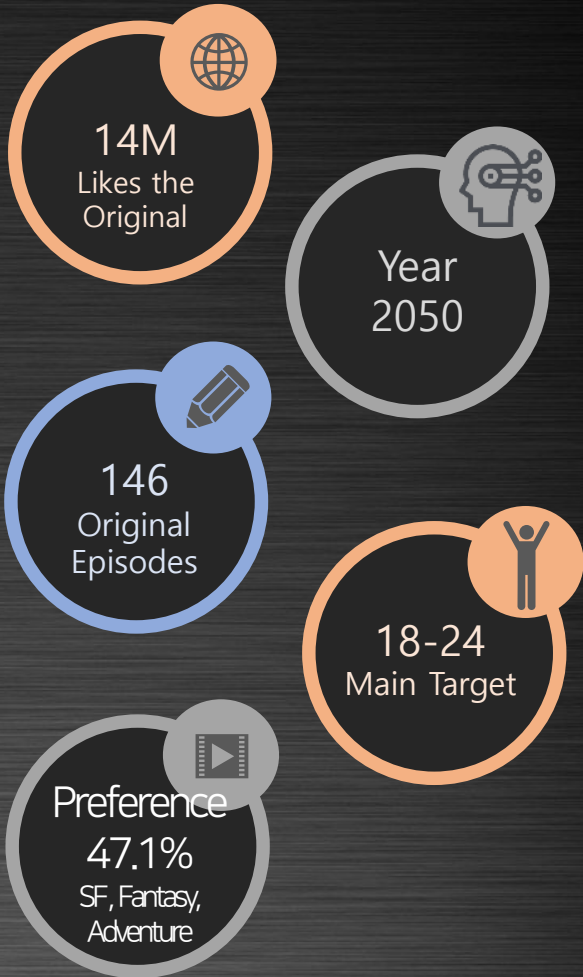 14M
Likes the
Original
Year
2050
146
Original
Episodes
18-24
Main Target
Preference
47.1%
SF, Fantasy,
Adventure